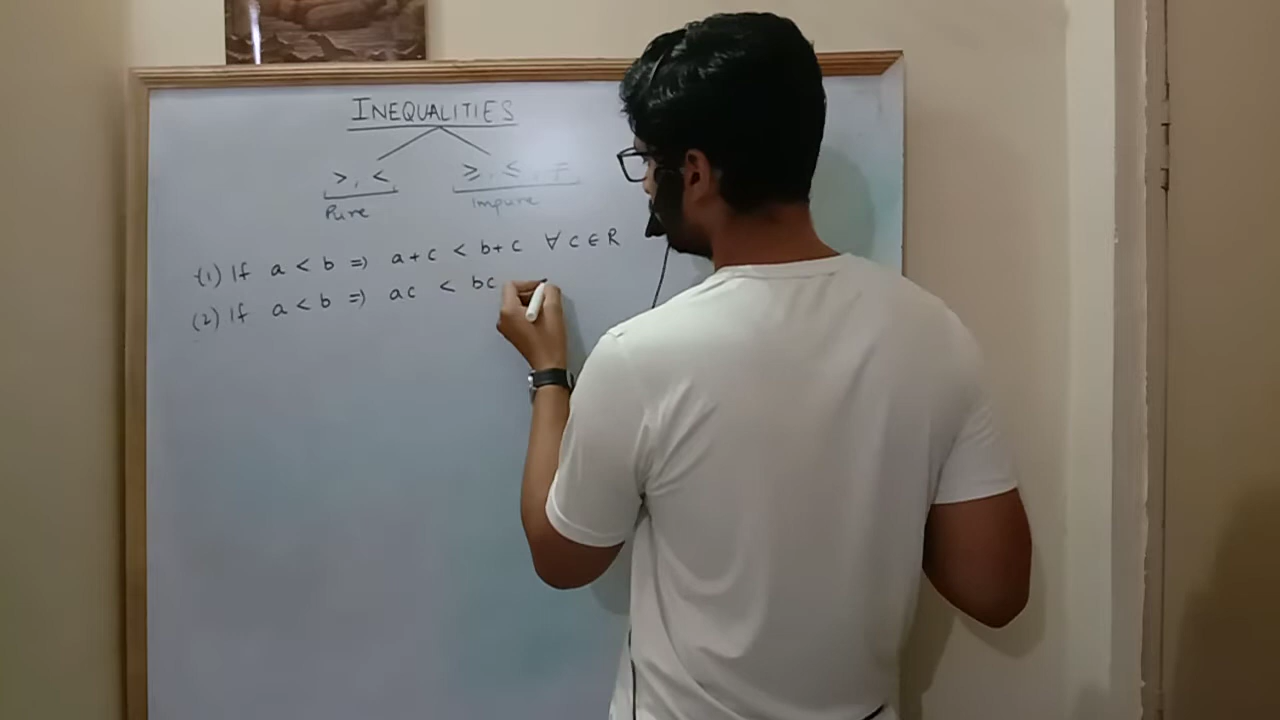 INEQUALITIES
>, < ≥, ≤, ≠
Pure Impure
(1) If a < b => a+c < b+c ∀ c ∈ R
(2) If a < b => ac < bc